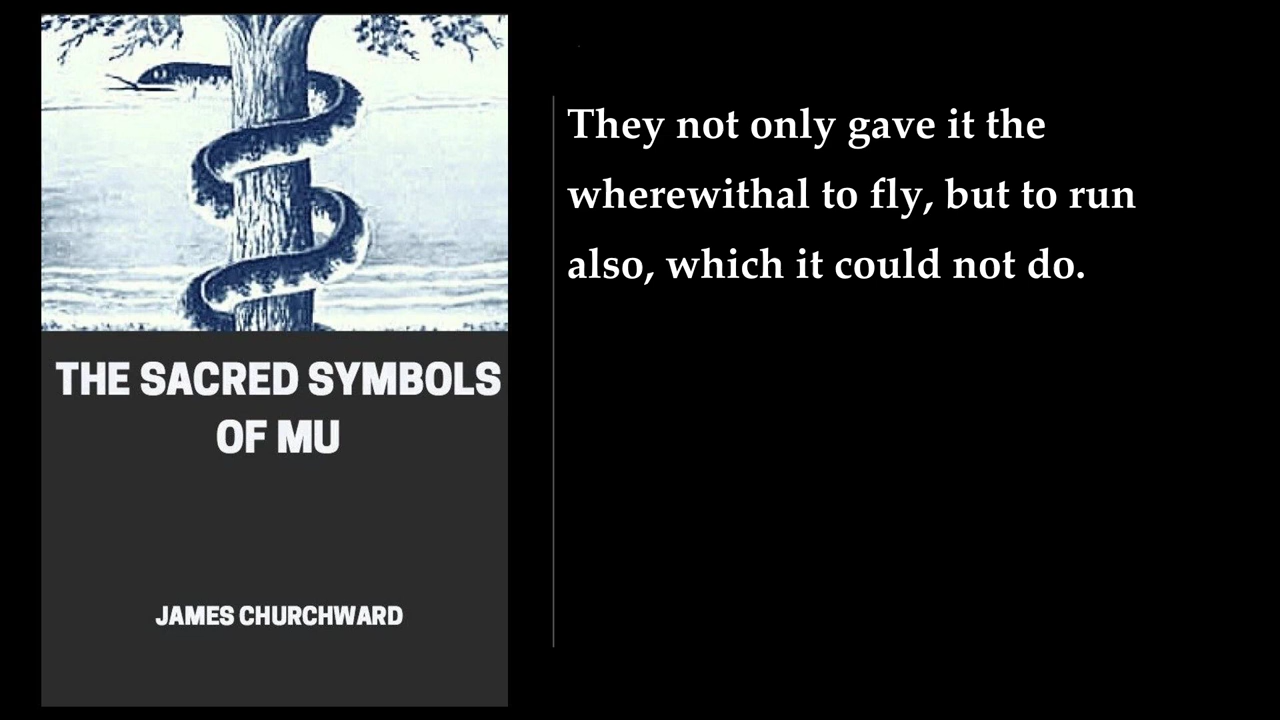 THE SACRED SYMBOLS
OF MU
JAMES CHURCHWARD
They not only gave it the
wherewithal to fly, but to run
also, which it could not do.